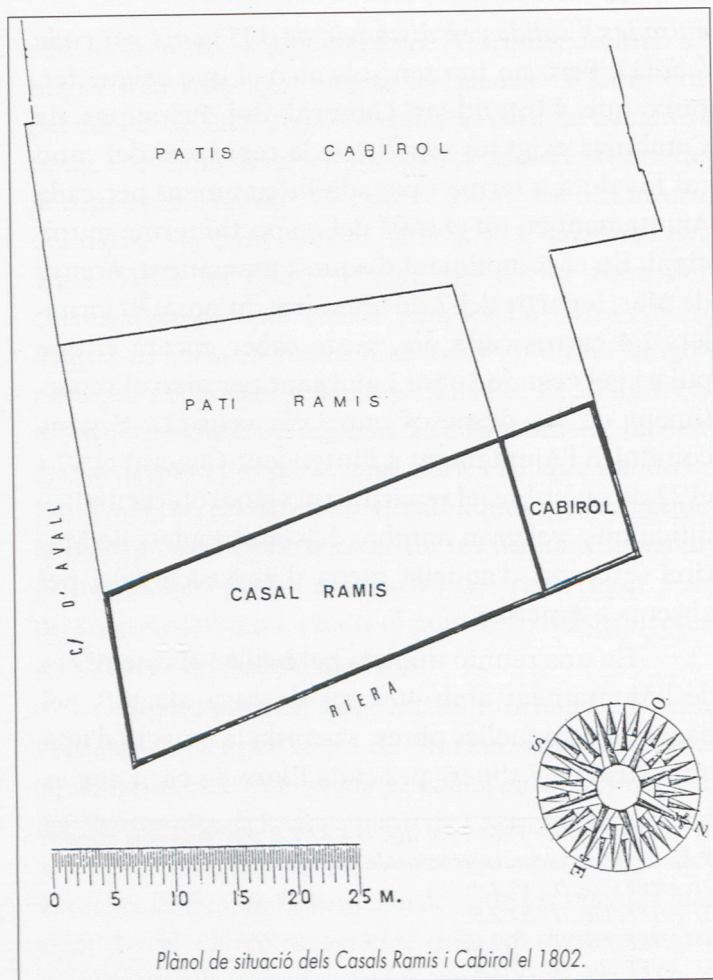 PATIS CABIROL
PATI RAMIS
CABIROL
CASAL RAMIS
C/ D'AVALL
RIERA
O
S
N
E
0 5 10 15 20 25 M.
Plànol de situació dels Casals Ramis i Cabirol el 1802.